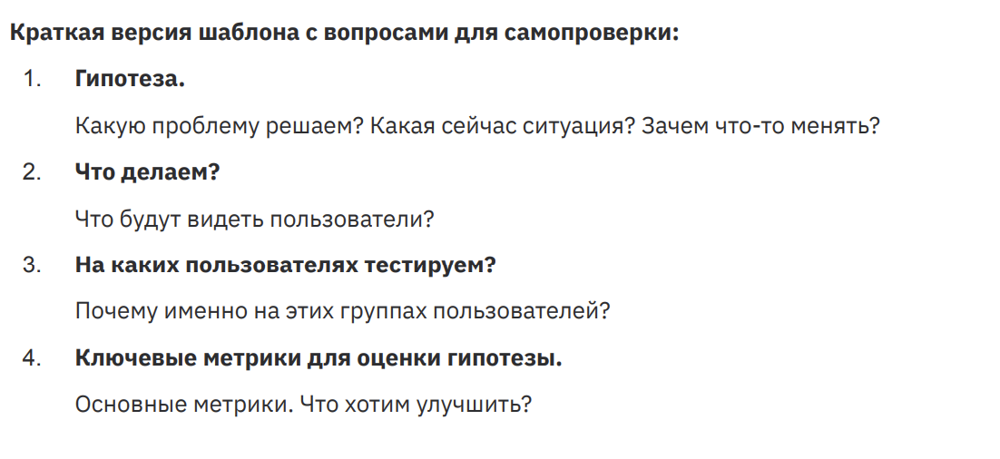 Краткая версия шаблона с вопросами для самопроверки:
1. Гипотеза.
Какую проблему решаем? Какая сейчас ситуация? Зачем что-то менять?
2. Что делаем?
Что будут видеть пользователи?
3. На каких пользователях тестируем?
Почему именно на этих группах пользователей?
4. Ключевые метрики для оценки гипотезы.
Основные метрики. Что хотим улучшить?